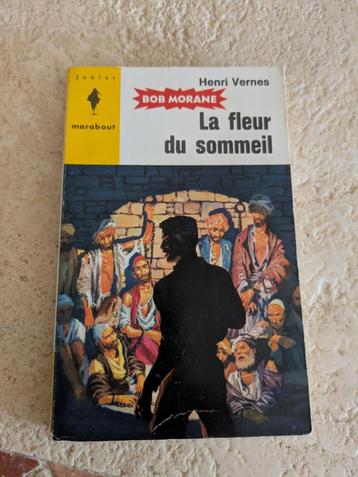 junior
marabout
Henri Vernes
BOB MORANE
La fleur
du sommeil